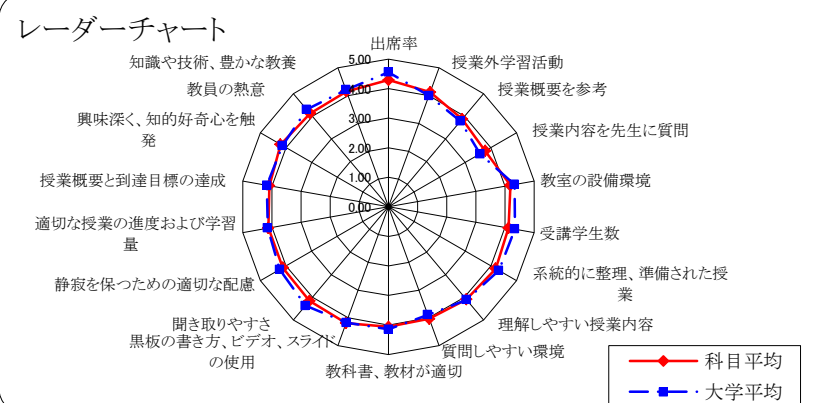 レーダーチャート
出席率
授業外学習活動
授業概要を参考
授業内容を先生に質問
教室の設備環境
受講学生数
系統的に整理、準備された授
業
理解しやすい授業内容
質問しやすい環境
教科書、教材が適切
黒板の書き方、ビデオ、スライド
の使用
聞き取りやすさ
静寂を保つための適切な配慮
適切な授業の進度および学習
量
授業概要と到達目標の達成
興味深く、知的好奇心を触
発
教員の熱意
知識や技術、豊かな教養
5.00
4.00
3.00
2.00
1.00
0.00
科目平均
大学平均